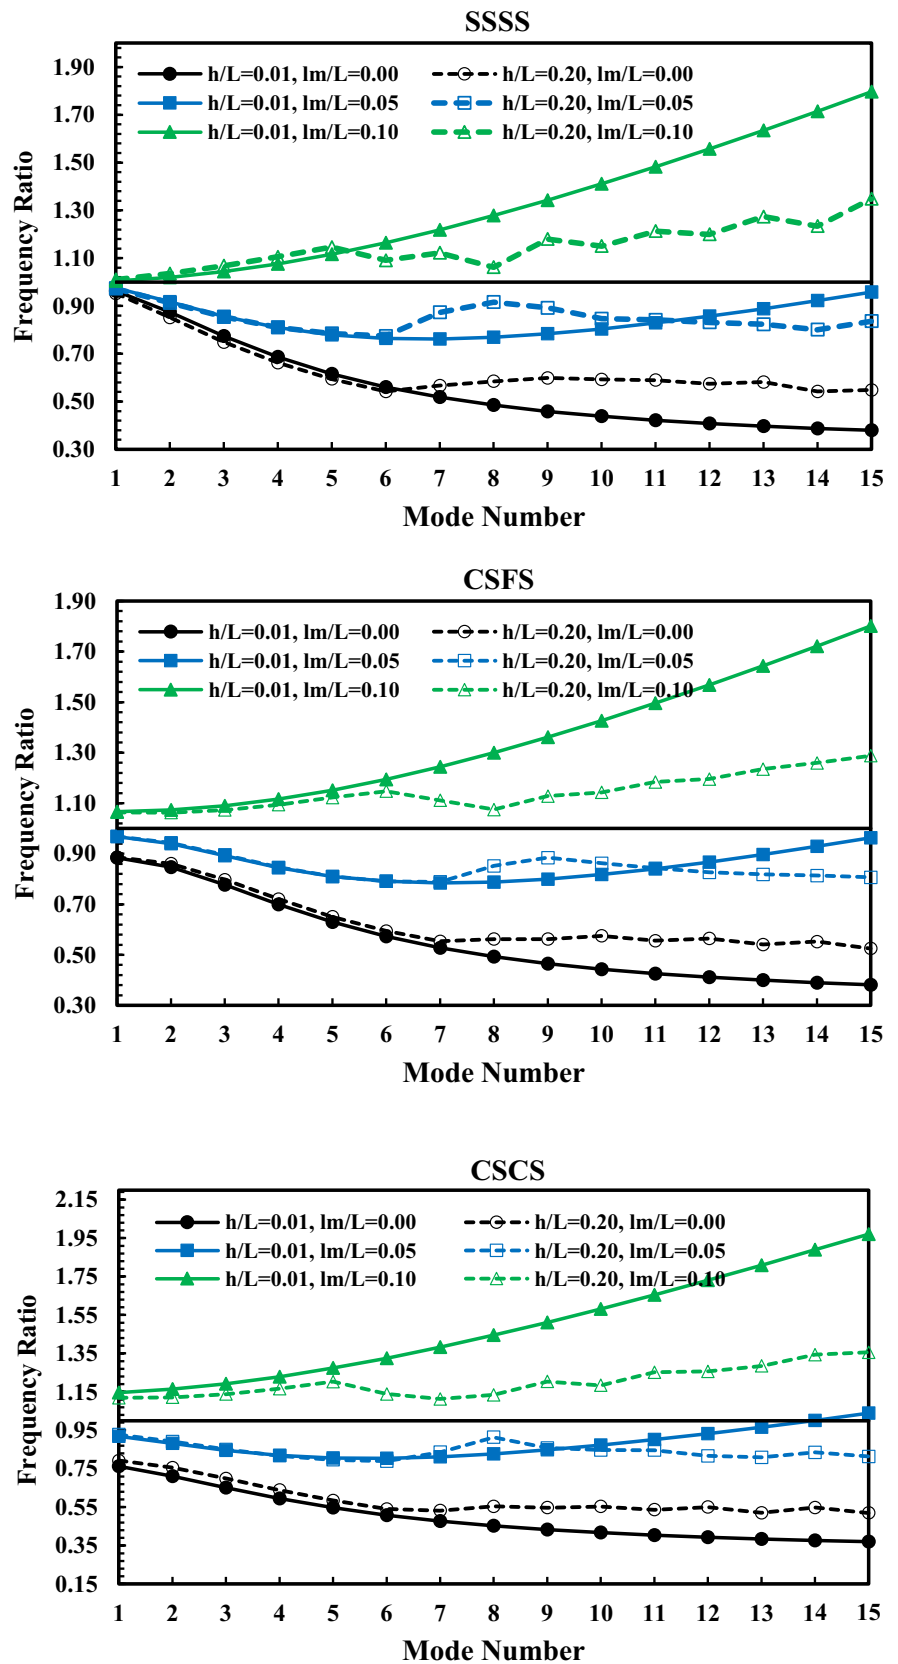 SSSS
1.90
1.70
1.50
1.30
1.10
0.90
0.70
0.50
0.30
Frequency Ratio
h/L=0.01, lm/L=0.00 h/L=0.20, lm/L=0.00
h/L=0.01, lm/L=0.05 h/L=0.20, lm/L=0.05
h/L=0.01, lm/L=0.10 h/L=0.20, lm/L=0.10
1 2 3 4 5 6 7 8 9 10 11 12 13 14 15
Mode Number
CSFS
1.90
1.70
1.50
1.30
1.10
0.90
0.70
0.50
0.30
Frequency Ratio
h/L=0.01, lm/L=0.00 h/L=0.20, lm/L=0.00
h/L=0.01, lm/L=0.05 h/L=0.20, lm/L=0.05
h/L=0.01, lm/L=0.10 h/L=0.20, lm/L=0.10
1 2 3 4 5 6 7 8 9 10 11 12 13 14 15
Mode Number
CSCS
2.15
1.95
1.75
1.55
1.35
1.15
0.95
0.75
0.55
0.35
0.15
Frequency Ratio
h/L=0.01, lm/L=0.00 h/L=0.20, lm/L=0.00
h/L=0.01, lm/L=0.05 h/L=0.20, lm/L=0.05
h/L=0.01, lm/L=0.10 h/L=0.20, lm/L=0.10
1 2 3 4 5 6 7 8 9 10 11 12 13 14 15
Mode Number